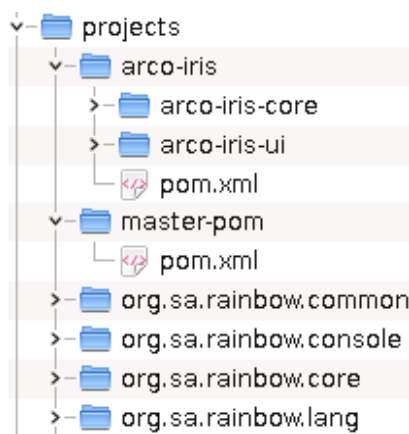 projects
arco-iris
arco-iris-core
arco-iris-ui
pom.xml
master-pom
pom.xml
org.sa.rainbow.common
org.sa.rainbow.console
org.sa.rainbow.core
org.sa.rainbow.lang